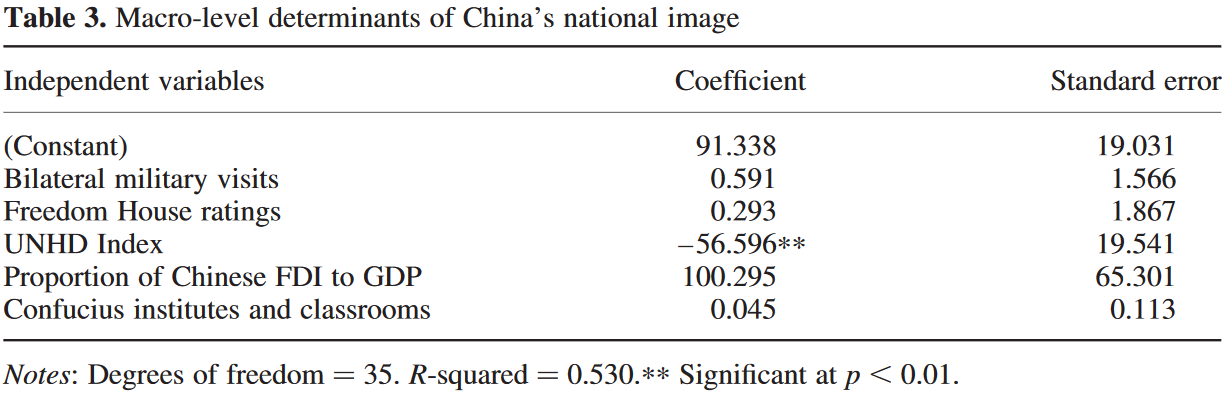 Table 3. Macro-level determinants of China’s national image
Independent variables Coefficient Standard error
(Constant) 91.338 19.031
Bilateral military visits 0.591 1.566
Freedom House ratings 0.293 1.867
UNHD Index –56.596** 19.541
Proportion of Chinese FDI to GDP 100.295 65.301
Confucius institutes and classrooms 0.045 0.113
Notes: Degrees of freedom = 35. R-squared = 0.530.** Significant at p < 0.01.